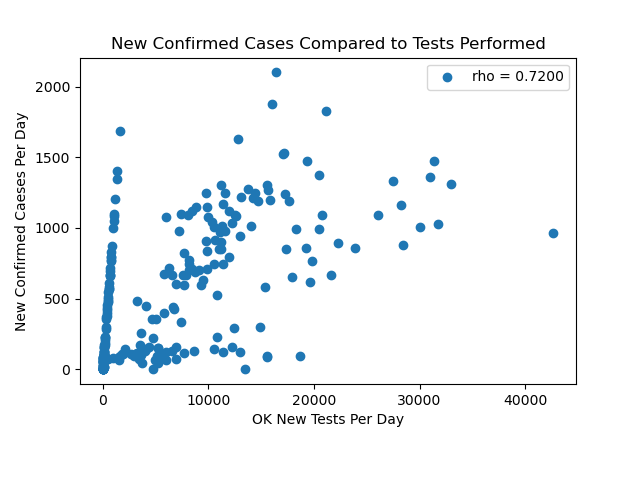 New Confirmed Cases Compared to Tests Performed
rho = 0.7200
2000
1500
1000
500
0
New Confirmed Caeses Per Day
0
10000
20000
30000
40000
OK New Tests Per Day